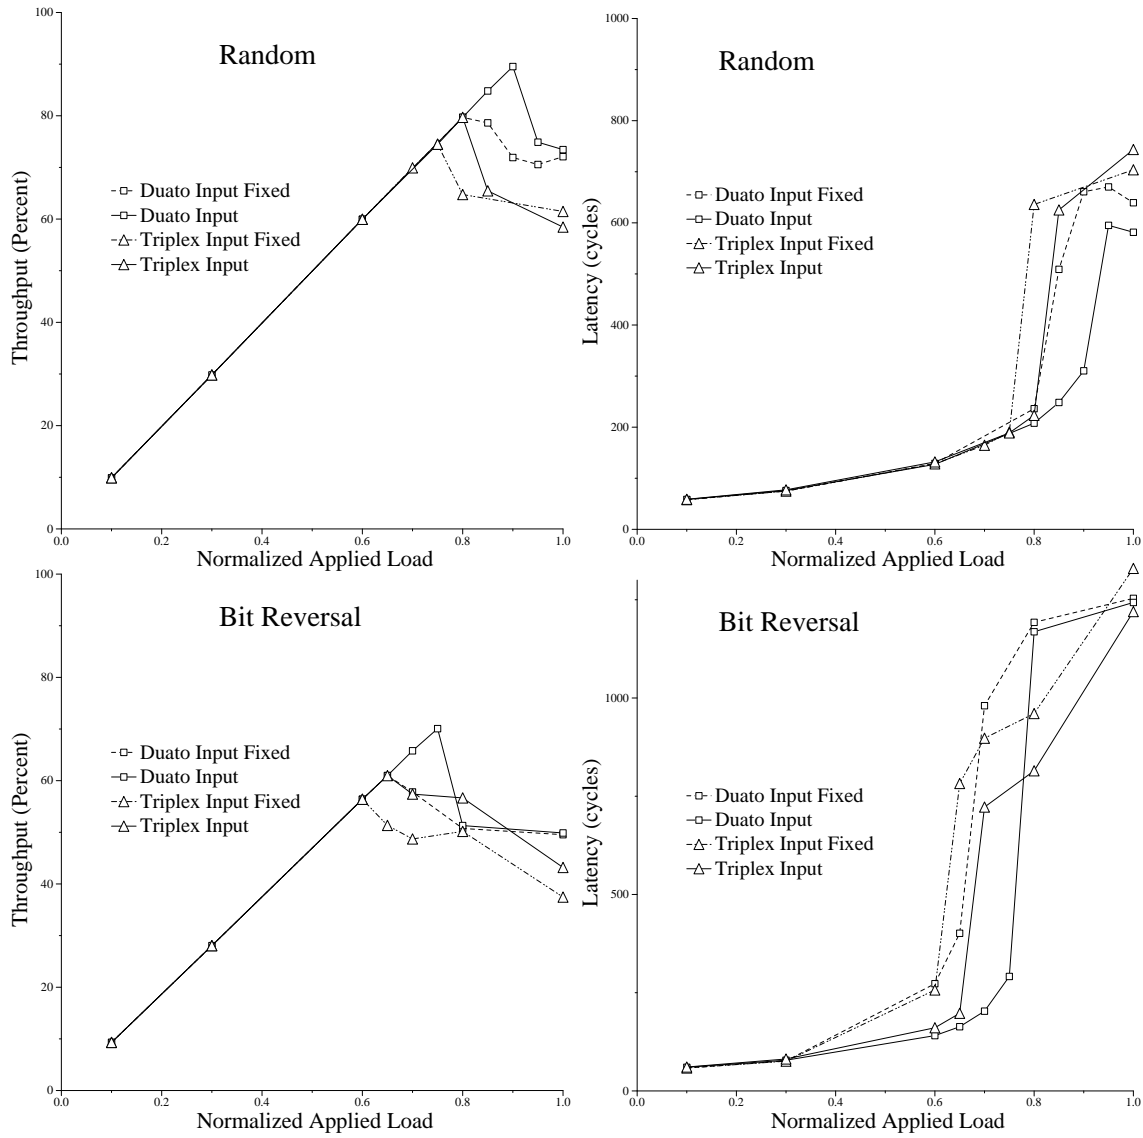 100
80
60
40
20
0
0.0
0.2
0.4
0.6
0.8
1.0
Throughput (Percent)
Normalized Applied Load
Random
Duato Input Fixed
Duato Input
Triplex Input Fixed
Triplex Input
1000
800
600
400
200
0
0.0
0.2
0.4
0.6
0.8
1.0
Latency (cycles)
Normalized Applied Load
Random
Duato Input Fixed
Duato Input
Triplex Input Fixed
Triplex Input
100
80
60
40
20
0
0.0
0.2
0.4
0.6
0.8
1.0
Throughput (Percent)
Normalized Applied Load
Bit Reversal
Duato Input Fixed
Duato Input
Triplex Input Fixed
Triplex Input
1000
500
0
0.0
0.2
0.4
0.6
0.8
1.0
Latency (cycles)
Normalized Applied Load
Bit Reversal
Duato Input Fixed
Duato Input
Triplex Input Fixed
Triplex Input